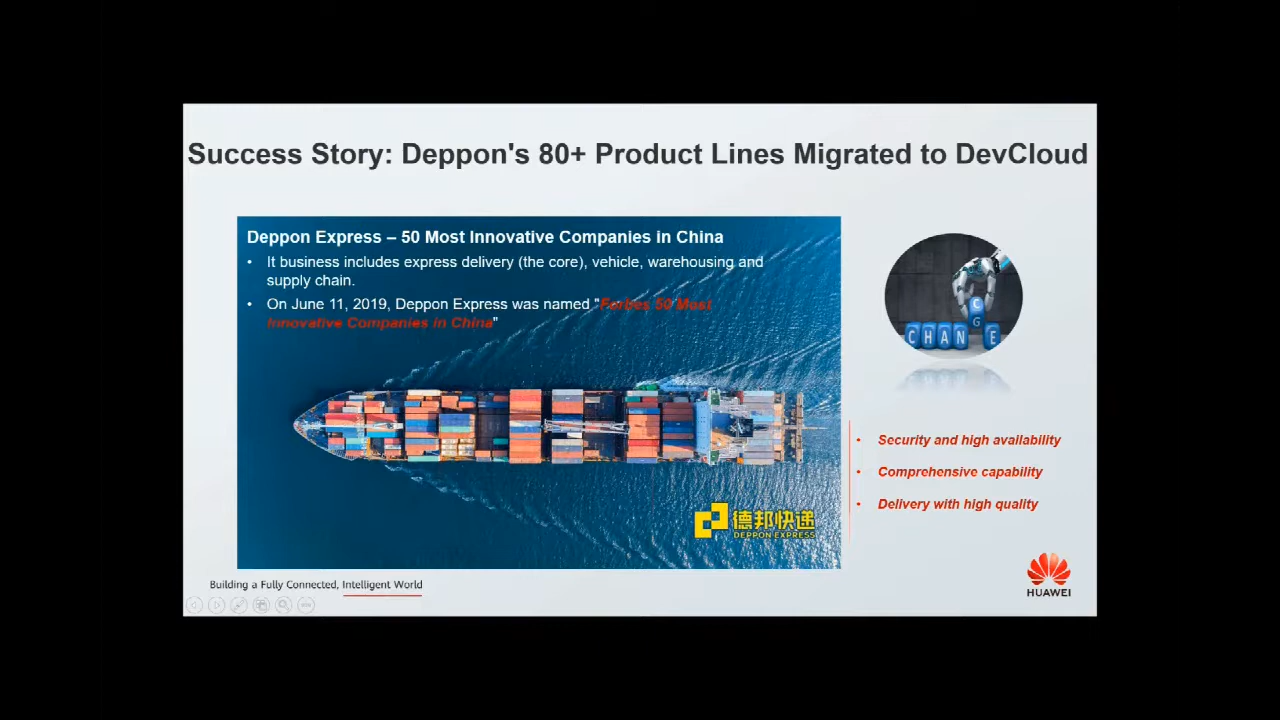 Success Story: Deppon's 80+ Product Lines Migrated to DevCloud
Deppon Express – 50 Most Innovative Companies in China
• It business includes express delivery (the core), vehicle, warehousing and
supply chain.
• On June 11, 2019, Deppon Express was named "Forbes 50 Most
Innovative Companies in China"
C
G
CHAN E
• Security and high availability
• Comprehensive capability
• Delivery with high quality
德邦快递
DEPPON EXPRESS
Building a Fully Connected, Intelligent World
HUAWEI